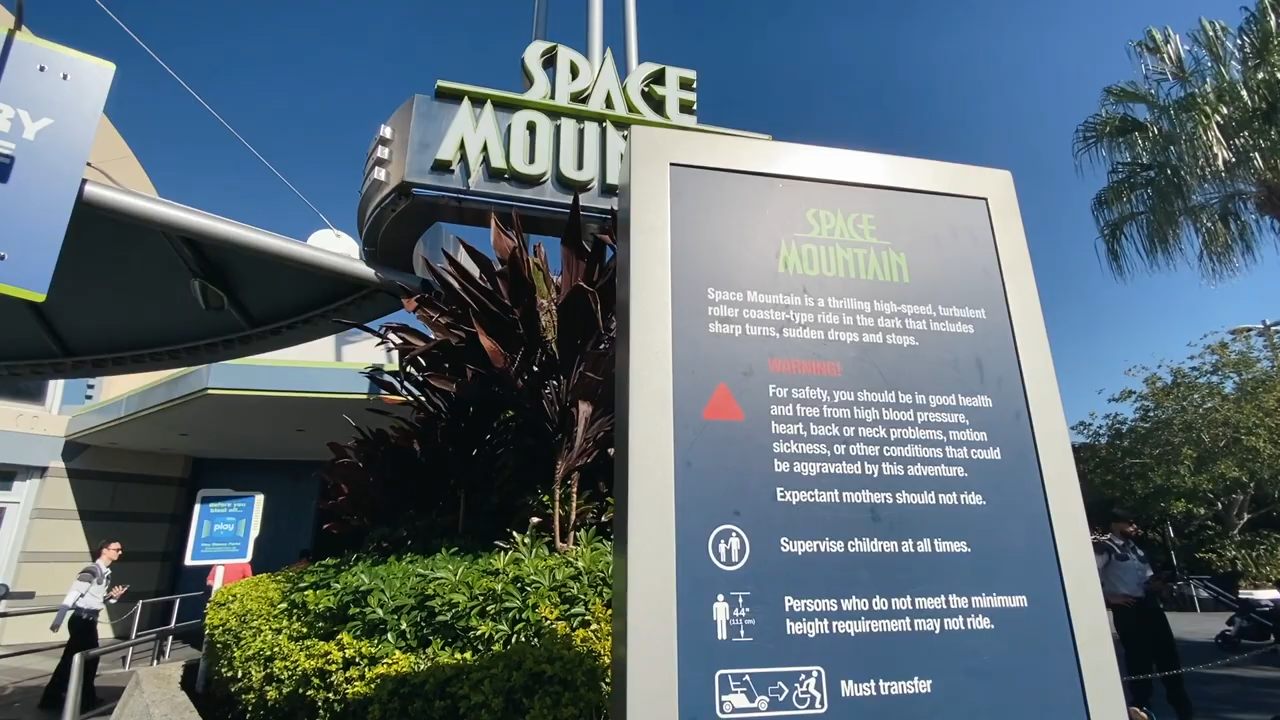 RY
SPACE
MOUN
SPACE
MOUNTAIN
Space Mountain is a thrilling high-speed, turbulent
roller coaster-type ride in the dark that includes
sharp turns, sudden drops and stops.
WARNING!
For safety, you should be in good health
and free from high blood pressure,
heart, back or neck problems, motion
sickness, or other conditions that could
be aggravated by this adventure.
Expectant mothers should not ride.
Supervise children at all times.
44"
(111 cm)
Persons who do not meet the minimum
height requirement may not ride.
Must transfer
Before you
blast off...
play